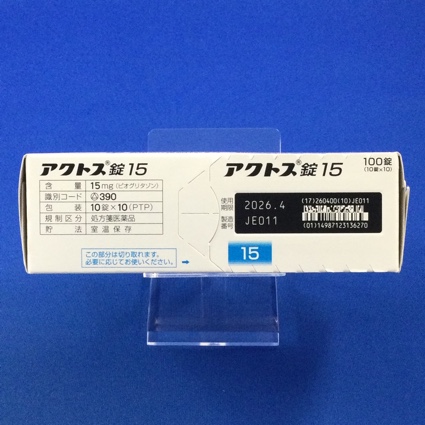 アクトス®錠15
含量 15mg(ピオグリタゾン)
識別コード 390
包装 10錠×10(PTP)
規制区分 処方箋医薬品
貯法 室温保存
この部分は切り取れます。
必要に応じてお使いください。 →
アクトス®錠15
100錠
(10錠×10)
使用期限 2026.4
製造番号 JE011
(17)260400(10)JE011
(01)14987123136270
15